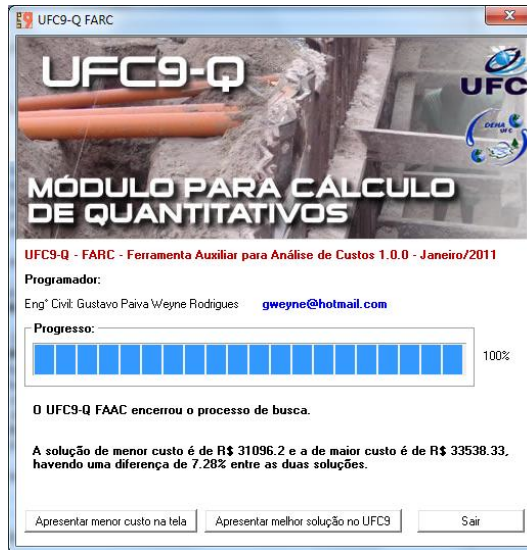 UFC9-Q FARC
UFC9-Q
UFC
DEHA
UFC
MÓDULO PARA CÁLCULO
DE QUANTITATIVOS
UFC9-Q - FARC - Ferramenta Auxiliar para Análise de Custos 1.0.0 - Janeiro/2011
Programador:
Eng° Civil: Gustavo Paiva Weyne Rodrigues gweyne@hotmail.com
Progresso:
100%
O UFC9-Q FAAC encerrou o processo de busca.
A solução de menor custo é de R$ 31096.2 e a de maior custo é de R$ 33538.33,
havendo uma diferença de 7.28% entre as duas soluções.
Apresentar menor custo na tela Apresentar melhor solução no UFC9 Sair